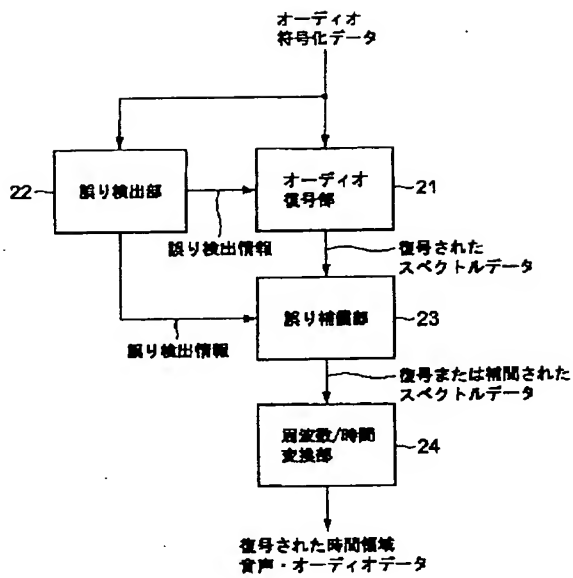 オーディオ
符号化データ
22
誤り検出部
オーディオ
復号部
21
誤り検出情報
復号された
スペクトルデータ
誤り補償部
23
誤り検出情報
復号または補間された
スペクトルデータ
周波数/時間
変換部
24
復号された時間領域
音声・オーディオデータ